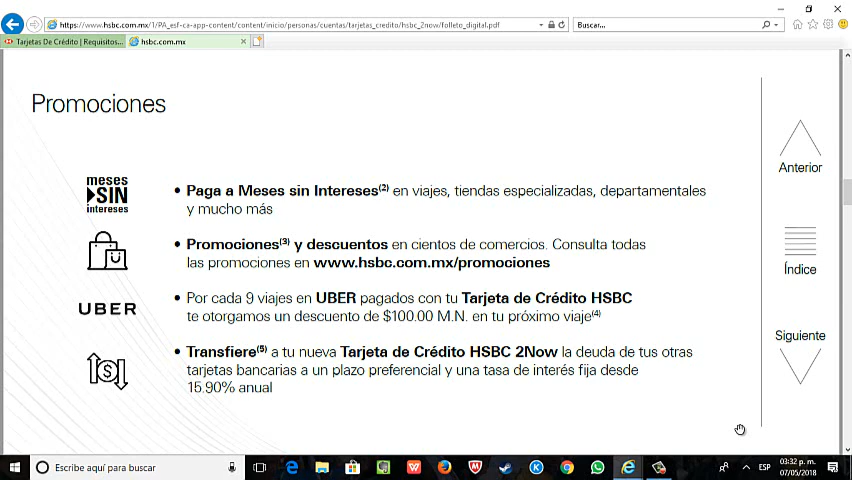 https://www.hsbc.com.mx/1/PA_esf-ca-app-content/content/inicio/personas/cuentas/tarjetas_credito/hsbc_2now/folleto_digital.pdf
Buscar...
Tarjetas De Crédito | Requisitos...
hsbc.com.mx
Promociones
meses
SIN
intereses
• Paga a Meses sin Intereses(2) en viajes, tiendas especializadas, departamentales
y mucho más
• Promociones(3) y descuentos en cientos de comercios. Consulta todas
las promociones en www.hsbc.com.mx/promociones
UBER
• Por cada 9 viajes en UBER pagados con tu Tarjeta de Crédito HSBC
te otorgamos un descuento de $100.00 M.N. en tu próximo viaje(4)
• Transfiere(5) a tu nueva Tarjeta de Crédito HSBC 2Now la deuda de tus otras
tarjetas bancarias a un plazo preferencial y una tasa de interés fija desde
15.90% anual
Anterior
Índice
Siguiente
Escribe aquí para buscar
ESP
03:32 p. m.
07/05/2018